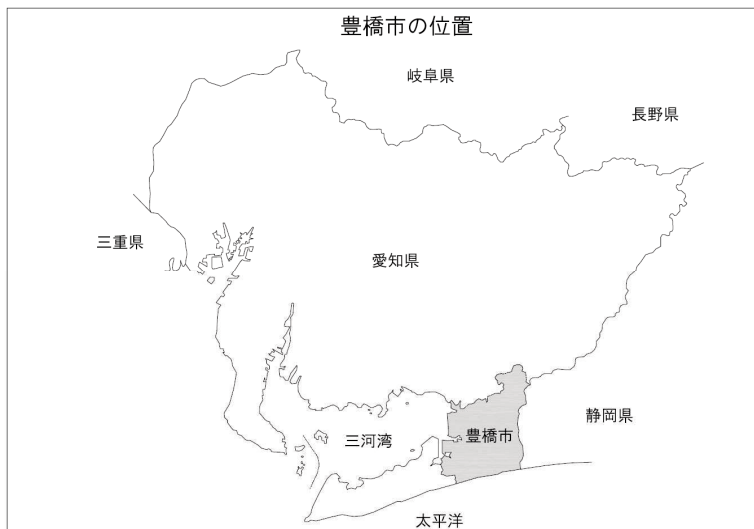 豊橋市の位置
岐阜県
長野県
三重県
愛知県
静岡県
三河湾
豊橋市
太平洋